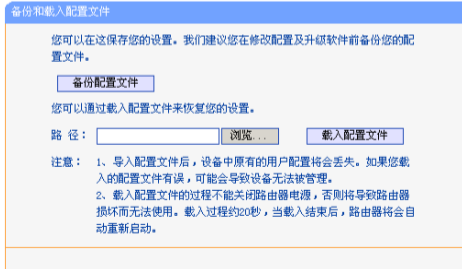 备份和载入配置文件
您可以在这保存您的设置。我们建议您在修改配置及升级软件前备份您的配
置文件。
备份配置文件
您可以通过载入配置文件来恢复您的设置。
路 径： 浏览... 载入配置文件
注意： 1、导入配置文件后，设备中原有的用户配置将会丢失。如果您载
入的配置文件有误，可能会导致设备无法被管理。
2、载入配置文件的过程不能关闭路由器电源，否则将导致路由器
损坏而无法使用。载入过程约20秒，当载入结束后，路由器将会自
动重新启动。